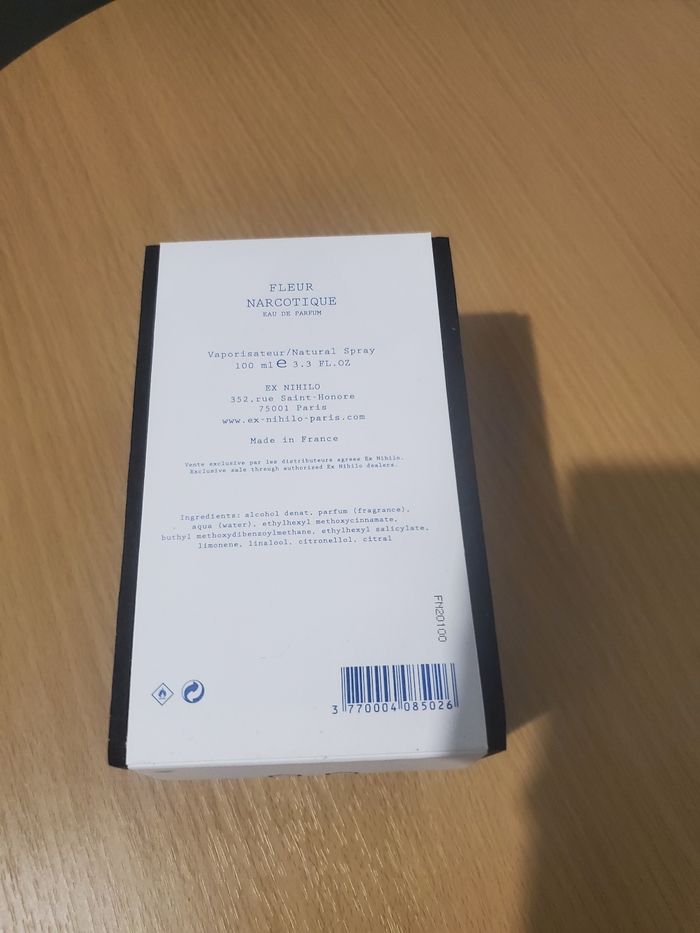 FLEUR
NARCOTIQUE
EAU DE PARFUM
Vaporisateur/Natural Spray
100 ml e 3.3 FL.OZ
EX NIHILO
352,rue Saint-Honore
75001 Paris
www.ex-nihilo-paris.com
Made in France
Vente exclusive par les distributeurs agrees Ex Nihilo.
Exclusive sale through authorized Ex Nihilo dealers.
Ingredients: alcohol denat, parfum (fragrance),
aqua (water), ethylhexyl methoxycinnamate,
buthyl methoxydibenzoylmethane, ethylhexyl salicylate,
limonene, linalool, citronellol, citral
FN20100
3 770004 085026